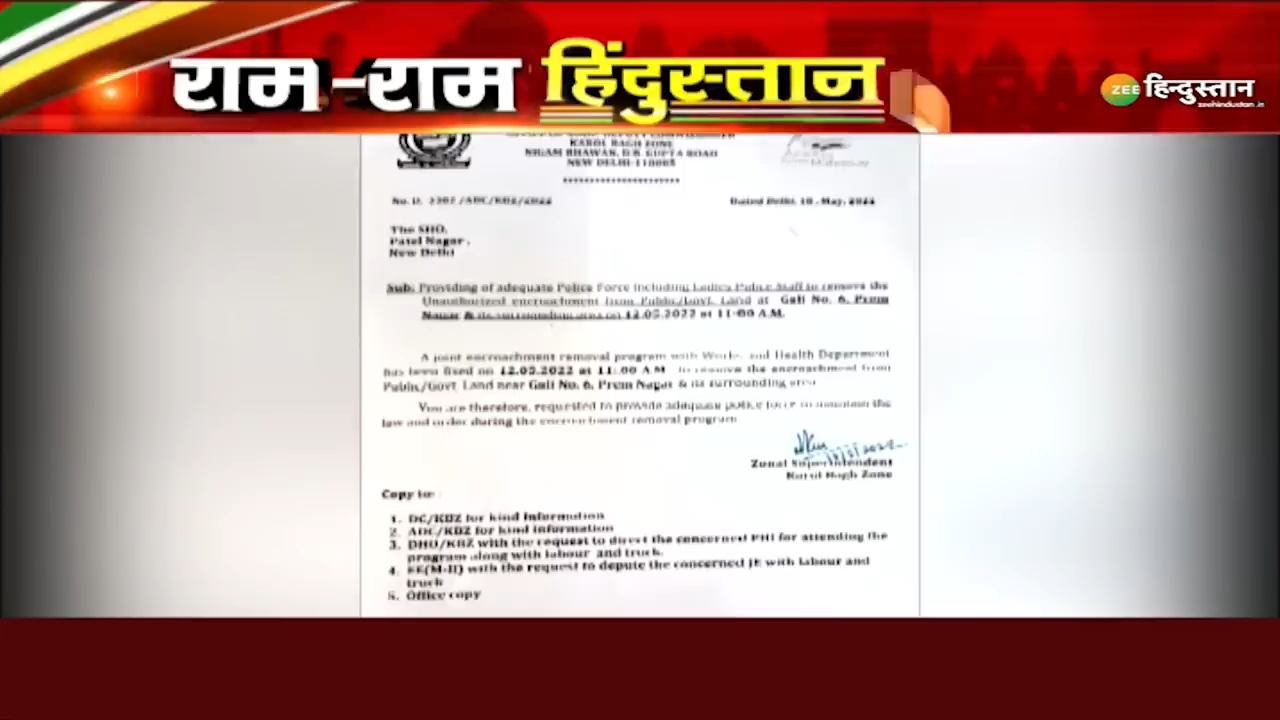 राम-राम हिंदुस्तान
ZEE हिन्दुस्तान
zeehindustan.in
KAROL BAGH ZONE
NIGAM BHAWAN, D.B. GUPTA ROAD
NEW DELHI-110005
**********************
/ADC/KBZ/2022
Dated Delhi, 10 - May, 2022
The SHO,
Patel Nagar,
New Delhi
Sub: Providing of adequate Police Force including Ladies Police Staff to remove the
Unauthorized encroachment from Public/Govt. Land at Gali No. 6, Prem
Nagar & its surrounding area on 12.05.2022 at 11:00 A.M.
A joint encroachment removal program with Works and Health Department
has been fixed on 12.05.2022 at 11:00 A.M to remove the encroachment from
Public/Govt Land near Gali No. 6, Prem Nagar & its surrounding area
You are therefore, requested to provide adequate police force to maintain the
law and order during the encroachment removal program
Zonal Superintendent
Karol Bagh Zone
Copy to:
1. DC/KBZ for kind information
2. ADC/KBZ for kind information
3. DHO/KBZ with the request to direct the concerned PHI for attending the
program along with labour and truck.
4. EE(M-II) with the request to depute the concerned JE with labour and
truck
5. Office copy